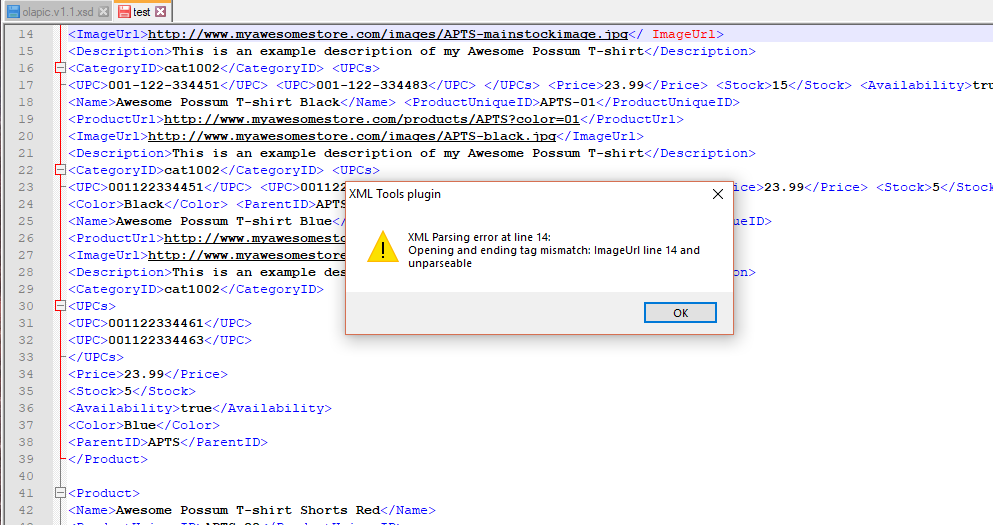 olapic.v1.1.xsd test
14 <ImageUrl>http://www.myawesomestore.com/images/APTS-mainstockimage.jpg</ ImageUrl>
15 <Description>This is an example description of my Awesome Possum T-shirt</Description>
16 <CategoryID>cat1002</CategoryID> <UPCs>
17 <UPC>001-122-334451</UPC> <UPC>001-122-334483</UPC> </UPCs> <Price>23.99</Price> <Stock>15</Stock> <Availability>tru
18 <Name>Awesome Possum T-shirt Black</Name> <ProductUniqueID>APTS-01</ProductUniqueID>
19 <ProductUrl>http://www.myawesomestore.com/products/APTS?color=01</ProductUrl>
20 <ImageUrl>http://www.myawesomestore.com/images/APTS-black.jpg</ImageUrl>
21 <Description>This is an example description of my Awesome Possum T-shirt</Description>
22 <CategoryID>cat1002</CategoryID> <UPCs>
23 <UPC>001122334451</UPC> <UPC>00112 ice>23.99</Price> <Stock>5</Stock
24 <Color>Black</Color> <ParentID>APTS
25 <Name>Awesome Possum T-shirt Blue</ ueID>
26 <ProductUrl>http://www.myawesomesto
27 <ImageUrl>http://www.myawesomestore
28 <Description>This is an example des on>
29 <CategoryID>cat1002</CategoryID>
30 <UPCs>
31 <UPC>001122334461</UPC>
32 <UPC>001122334463</UPC>
33 </UPCs>
34 <Price>23.99</Price>
35 <Stock>5</Stock>
36 <Availability>true</Availability>
37 <Color>Blue</Color>
38 <ParentID>APTS</ParentID>
39 </Product>
40
41 <Product>
42 <Name>Awesome Possum T-shirt Shorts Red</Name>
XML Tools plugin
XML Parsing error at line 14:
Opening and ending tag mismatch: ImageUrl line 14 and
unparseable
OK